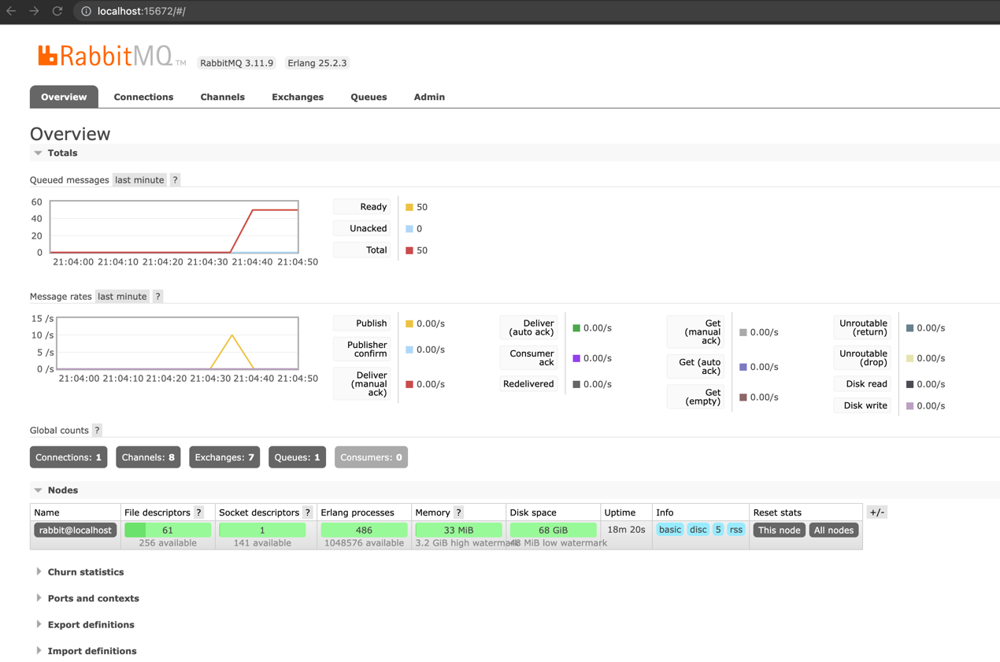 localhost:15672/#/
RabbitMQ TM RabbitMQ 3.11.9 Erlang 25.2.3
Overview Connections Channels Exchanges Queues Admin
Overview
Totals
Queued messages last minute ?
60
40
20
0
21:04:00 21:04:10 21:04:20 21:04:30 21:04:40 21:04:50
Ready 50
Unacked 0
Total 50
Message rates last minute ?
15 /s
10 /s
5 /s
0 /s
21:04:00 21:04:10 21:04:20 21:04:30 21:04:40 21:04:50
Publish 0.00/s
Publisher
confirm 0.00/s
Deliver
(manual
ack) 0.00/s
Deliver
(auto ack) 0.00/s
Consumer
ack 0.00/s
Redelivered 0.00/s
Get
(manual
ack) 0.00/s
Get (auto
ack) 0.00/s
Get
(empty) 0.00/s
Unroutable
(return) 0.00/s
Unroutable
(drop) 0.00/s
Disk read 0.00/s
Disk write 0.00/s
Global counts ?
Connections: 1 Channels: 8 Exchanges: 7 Queues: 1 Consumers: 0
Nodes
Name File descriptors ? Socket descriptors ? Erlang processes Memory ? Disk space Uptime Info Reset stats +/-
rabbit@localhost 61 1 486 33 MiB 68 GiB 18m 20s basic disc 5 rss This node All nodes
256 available 141 available 1048576 available 3.2 GiB high watermark 48 MiB low watermark
Churn statistics
Ports and contexts
Export definitions
Import definitions